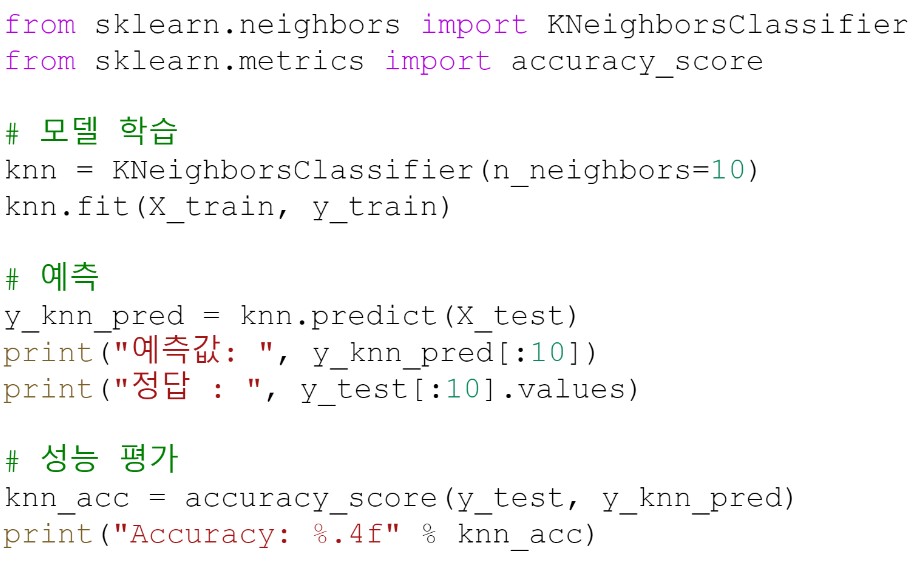 from sklearn.neighbors import KNeighborsClassifier
from sklearn.metrics import accuracy_score
# 모델 학습
knn = KNeighborsClassifier(n_neighbors=10)
knn.fit(X_train, y_train)
# 예측
y_knn_pred = knn.predict(X_test)
print("예측값: ", y_knn_pred[:10])
print("정답 : ", y_test[:10].values)
# 성능 평가
knn_acc = accuracy_score(y_test, y_knn_pred)
print("Accuracy: %.4f" % knn_acc)